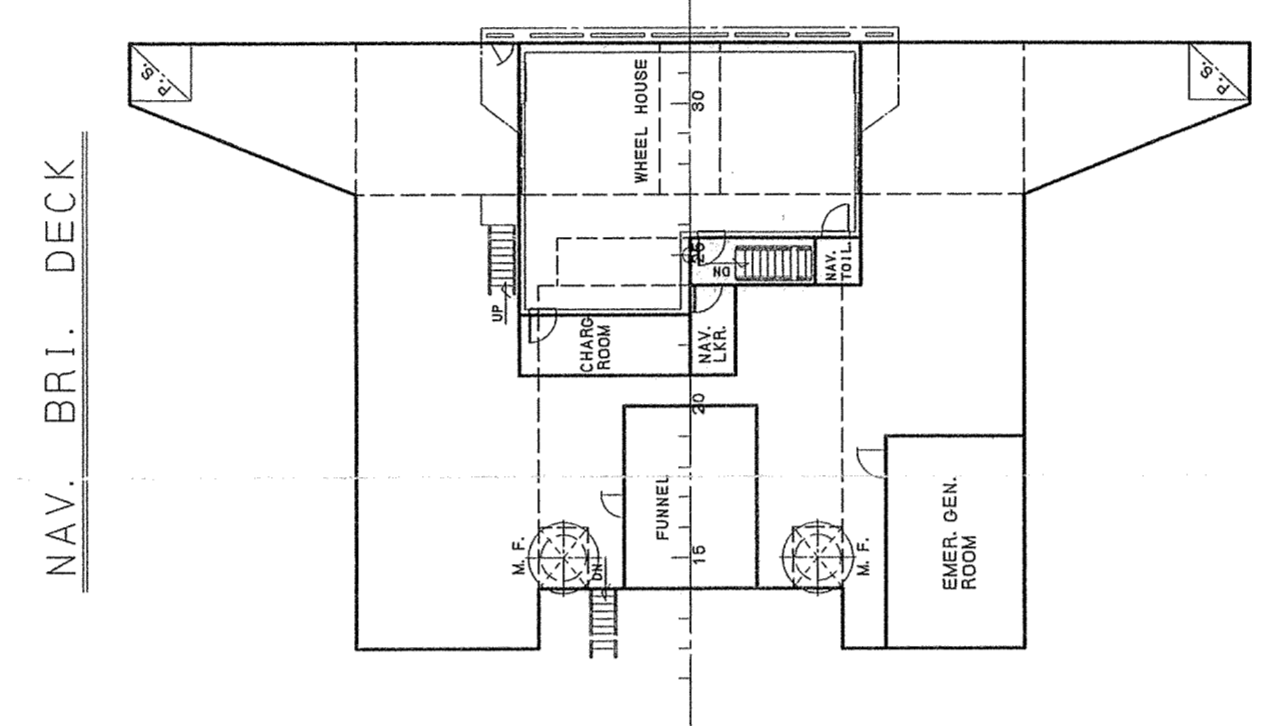 NAV. BRI. DECK
P.S.
P.S.
WHEEL HOUSE
30
25
DN
NAV.
TOIL.
UP
CHARG
ROOM
NAV.
LKR.
20
FUNNEL
15
M. F.
DN
M. F.
EMER. GEN.
ROOM